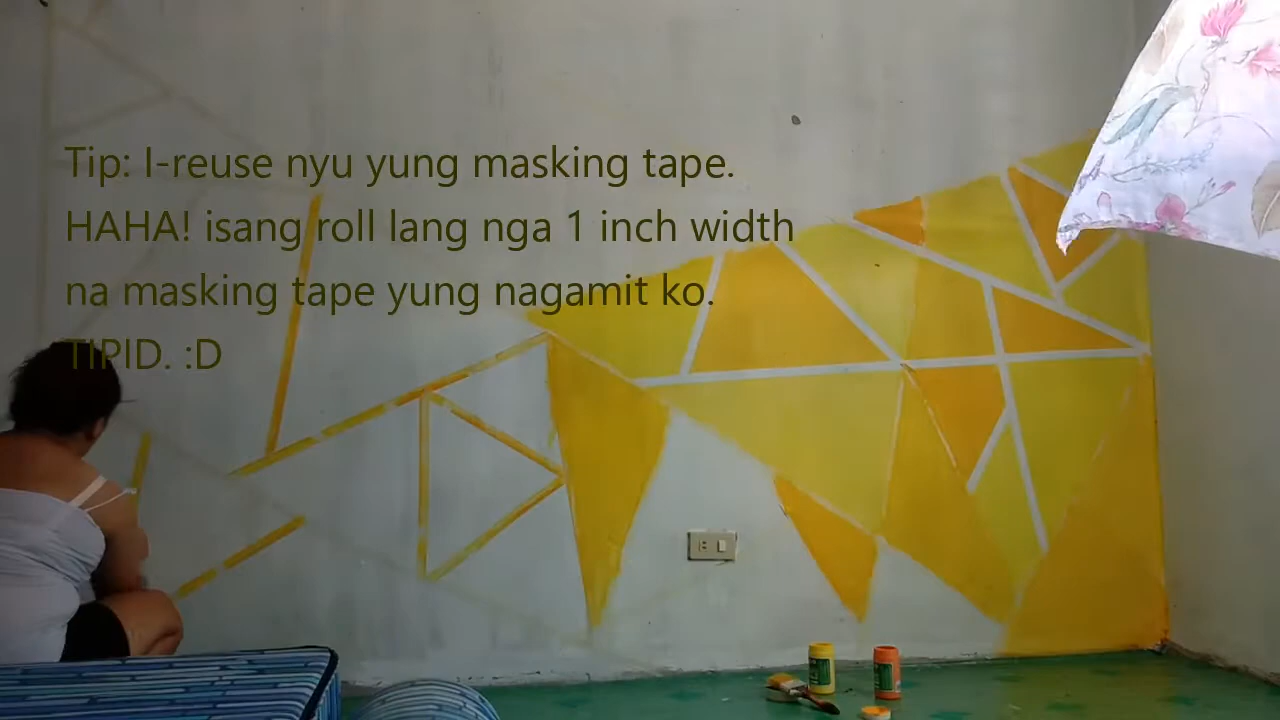 Tip: I-reuse nyu yung masking tape.
HAHA! isang roll lang nga 1 inch width
na masking tape yung nagamit ko.
TIPID. :D